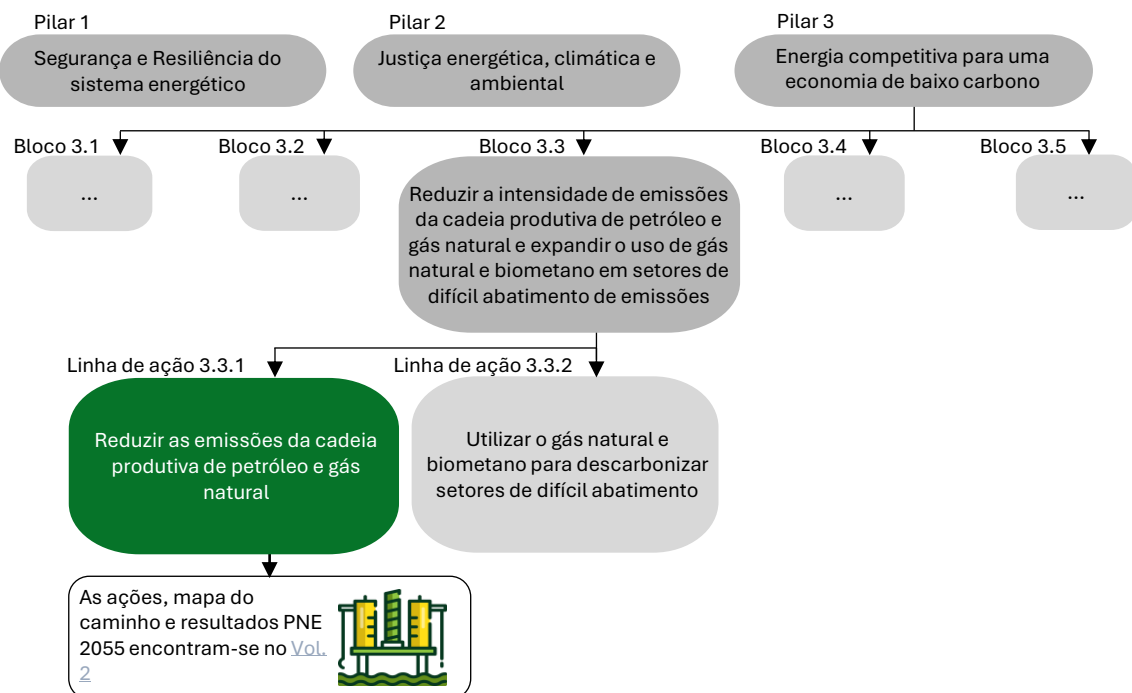 Pilar 1
Pilar 2
Pilar 3
Segurança e Resiliência do
sistema energético
Justiça energética, climática e
ambiental
Energia competitiva para uma
economia de baixo carbono
Bloco 3.1
Bloco 3.2
Bloco 3.3
Bloco 3.4
Bloco 3.5
...
...
Reduzir a intensidade de emissões
da cadeia produtiva de petróleo e
gás natural e expandir o uso de gás
natural e biometano em setores de
difícil abatimento de emissões
...
...
Linha de ação 3.3.1
Linha de ação 3.3.2
Reduzir as emissões da cadeia
produtiva de petróleo e gás
natural
Utilizar o gás natural e
biometano para descarbonizar
setores de difícil abatimento
As ações, mapa do
caminho e resultados PNE
2055 encontram-se no Vol.
2